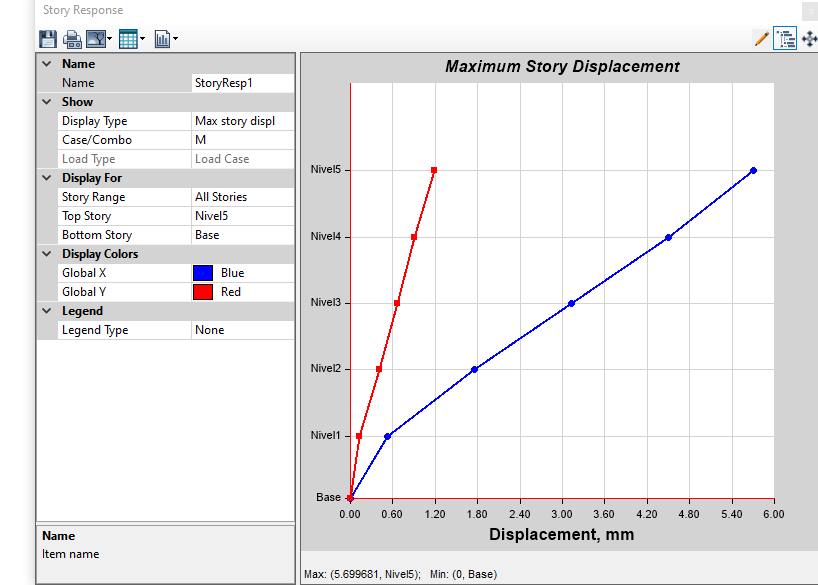 Story Response
Name
Name StoryResp1
Show
Display Type Max story displ
Case/Combo M
Load Type Load Case
Display For
Story Range All Stories
Top Story Nivel5
Bottom Story Base
Display Colors
Global X Blue
Global Y Red
Legend
Legend Type None
Name
Item name
Maximum Story Displacement
Nivel5
Nivel4
Nivel3
Nivel2
Nivel1
Base
0.00 0.60 1.20 1.80 2.40 3.00 3.60 4.20 4.80 5.40 6.00
Displacement, mm
Max: (5.699681, Nivel5); Min: (0, Base)